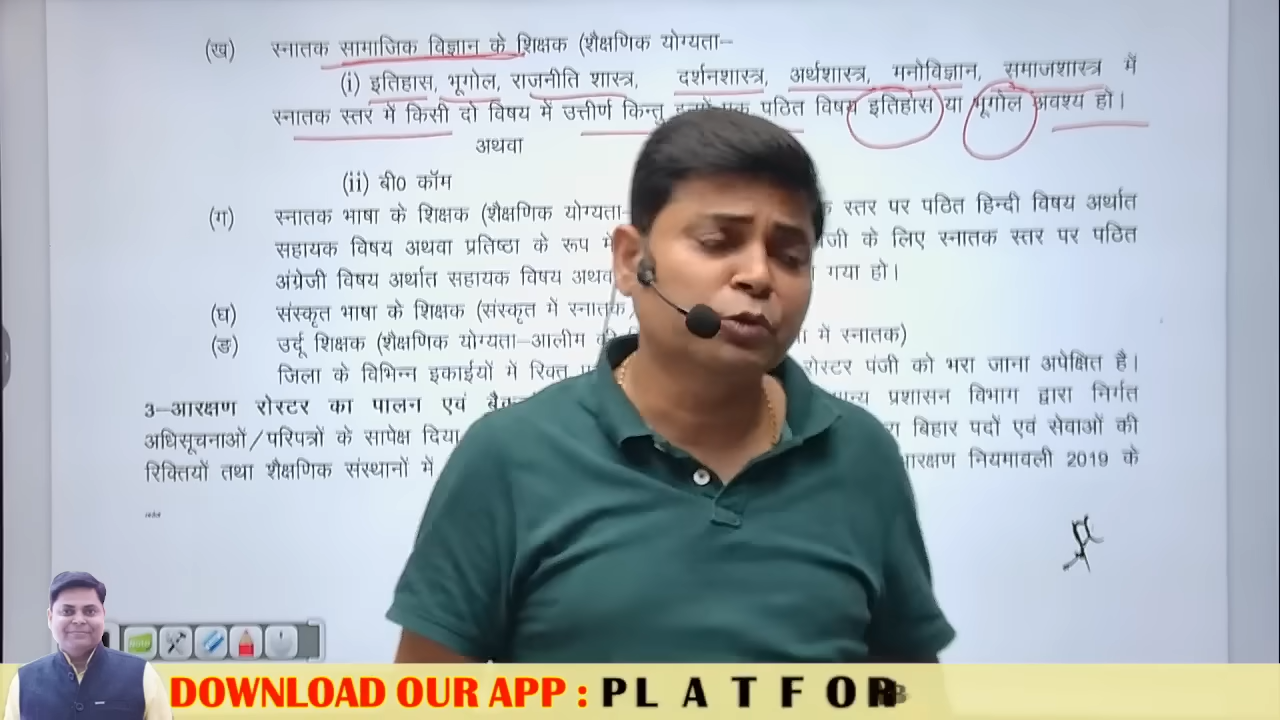 (ख) स्नातक सामाजिक विज्ञान के शिक्षक (शैक्षणिक योग्यता–
(i) इतिहास, भूगोल, राजनीति शास्त्र, दर्शनशास्त्र, अर्थशास्त्र, मनोविज्ञान, समाजशास्त्र में
स्नातक स्तर में किसी दो विषय में उत्तीर्ण किन्तु पठित विषय इतिहास या भूगोल अवश्य हो।
अथवा
(ii) बी0 कॉम
(ग) स्नातक भाषा के शिक्षक (शैक्षणिक योग्यता– स्तर पर पठित हिन्दी विषय अर्थात
सहायक विषय अथवा प्रतिष्ठा के रूप में के लिए स्नातक स्तर पर पठित
अंग्रेजी विषय अर्थात सहायक विषय गया हो।
(घ) संस्कृत भाषा के शिक्षक (संस्कृत में स्नातक
(ङ) उर्दू शिक्षक (शैक्षणिक योग्यता–आलीम में स्नातक)
जिला के विभिन्न इकाईयों में रिक्त रोस्टर पंजी को भरा जाना अपेक्षित है।
3–आरक्षण रोस्टर का पालन एवं प्रशासन विभाग द्वारा निर्गत
अधिसूचनाओं/परिपत्रों के सापेक्ष दिया बिहार पदों एवं सेवाओं की
रिक्तियों तथा शैक्षणिक संस्थानों में नियमावली 2019 के
DOWNLOAD OUR APP : PLATFOR